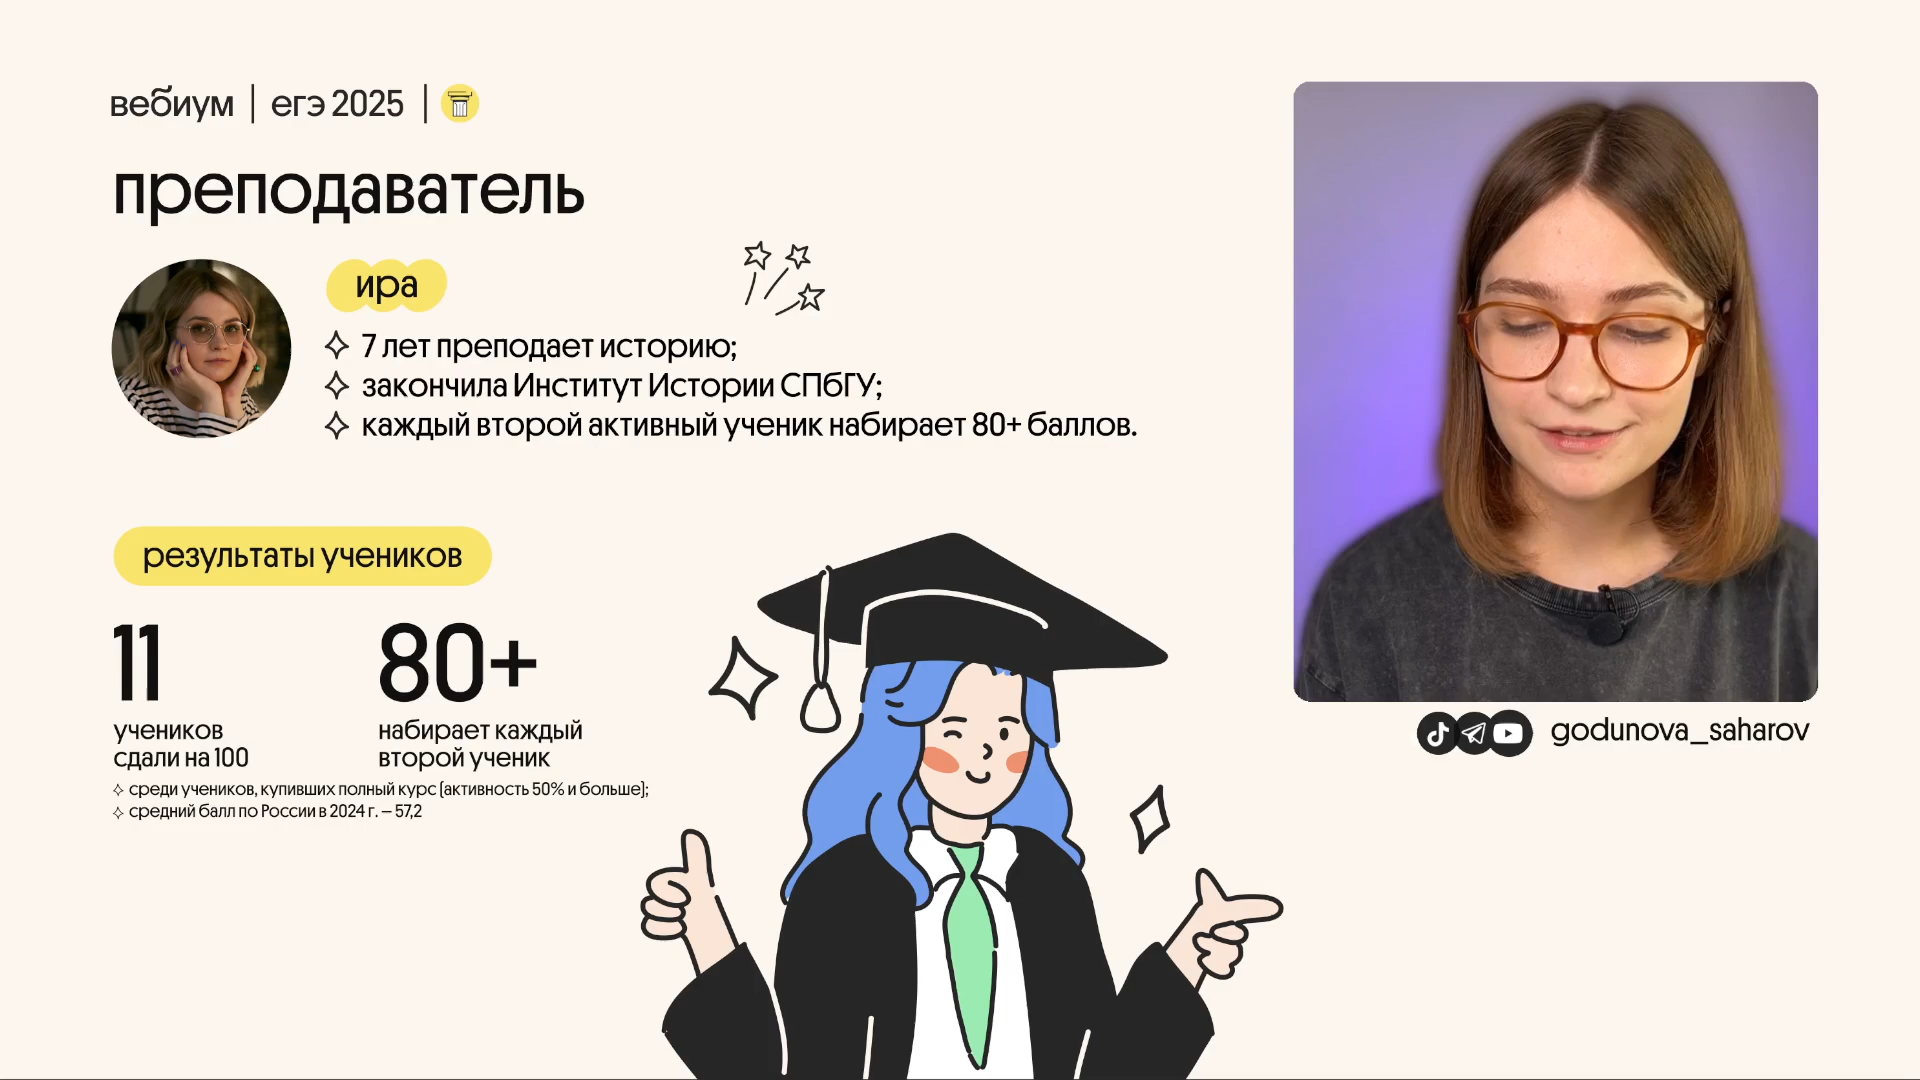 вебиум | егэ 2025 |
преподаватель
ира
7 лет преподает историю;
закончила Институт Истории СПбГУ;
каждый второй активный ученик набирает 80+ баллов.
результаты учеников
11
учеников
сдали на 100
80+
набирает каждый
второй ученик
среди учеников, купивших полный курс (активность 50% и больше);
средний балл по России в 2024 г. – 57,2
godunova_saharov